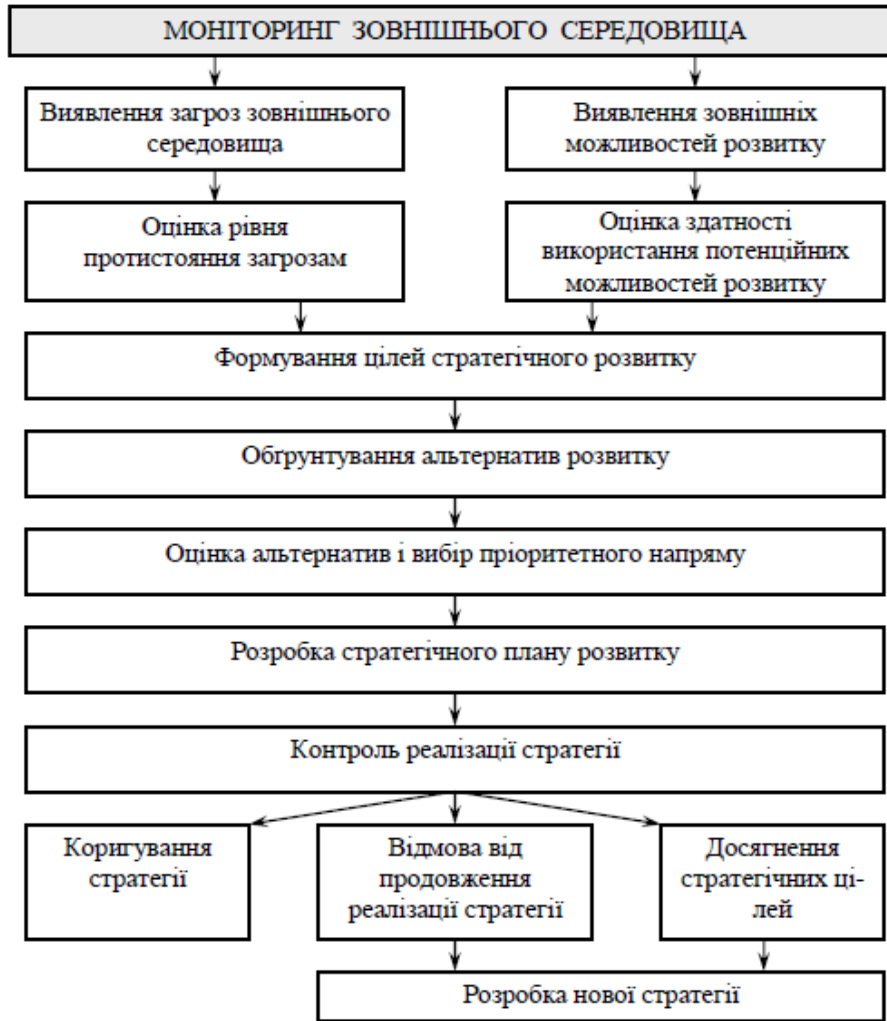 МОНІТОРИНГ ЗОВНІШНЬОГО СЕРЕДОВИЩА
Виявлення загроз зовнішнього
середовища
Виявлення зовнішніх
можливостей розвитку
Оцінка рівня
протистояння загрозам
Оцінка здатності
використання потенційних
можливостей розвитку
Формування цілей стратегічного розвитку
Обґрунтування альтернатив розвитку
Оцінка альтернатив і вибір пріоритетного напряму
Розробка стратегічного плану розвитку
Контроль реалізації стратегії
Коригування
стратегії
Відмова від
продовження
реалізації стратегії
Досягнення
стратегічних ці-
лей
Розробка нової стратегії